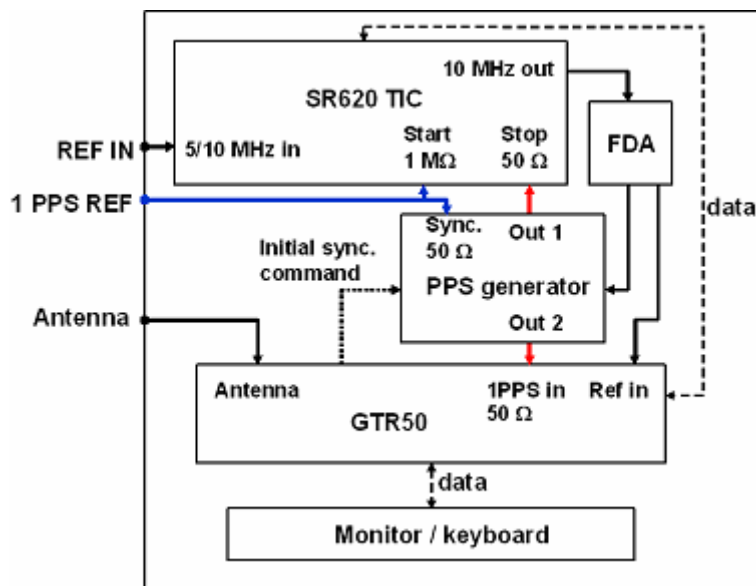 10 MHz out
SR620 TIC
FDA
Start
Stop
REF IN
5/10 MHz in
1 MΩ
50 Ω
1 PPS REF
data
Sync.
50 Ω
Out 1
Initial sync.
command
PPS generator
Antenna
Out 2
Antenna
1PPS in
50 Ω
Ref in
GTR50
data
Monitor / keyboard